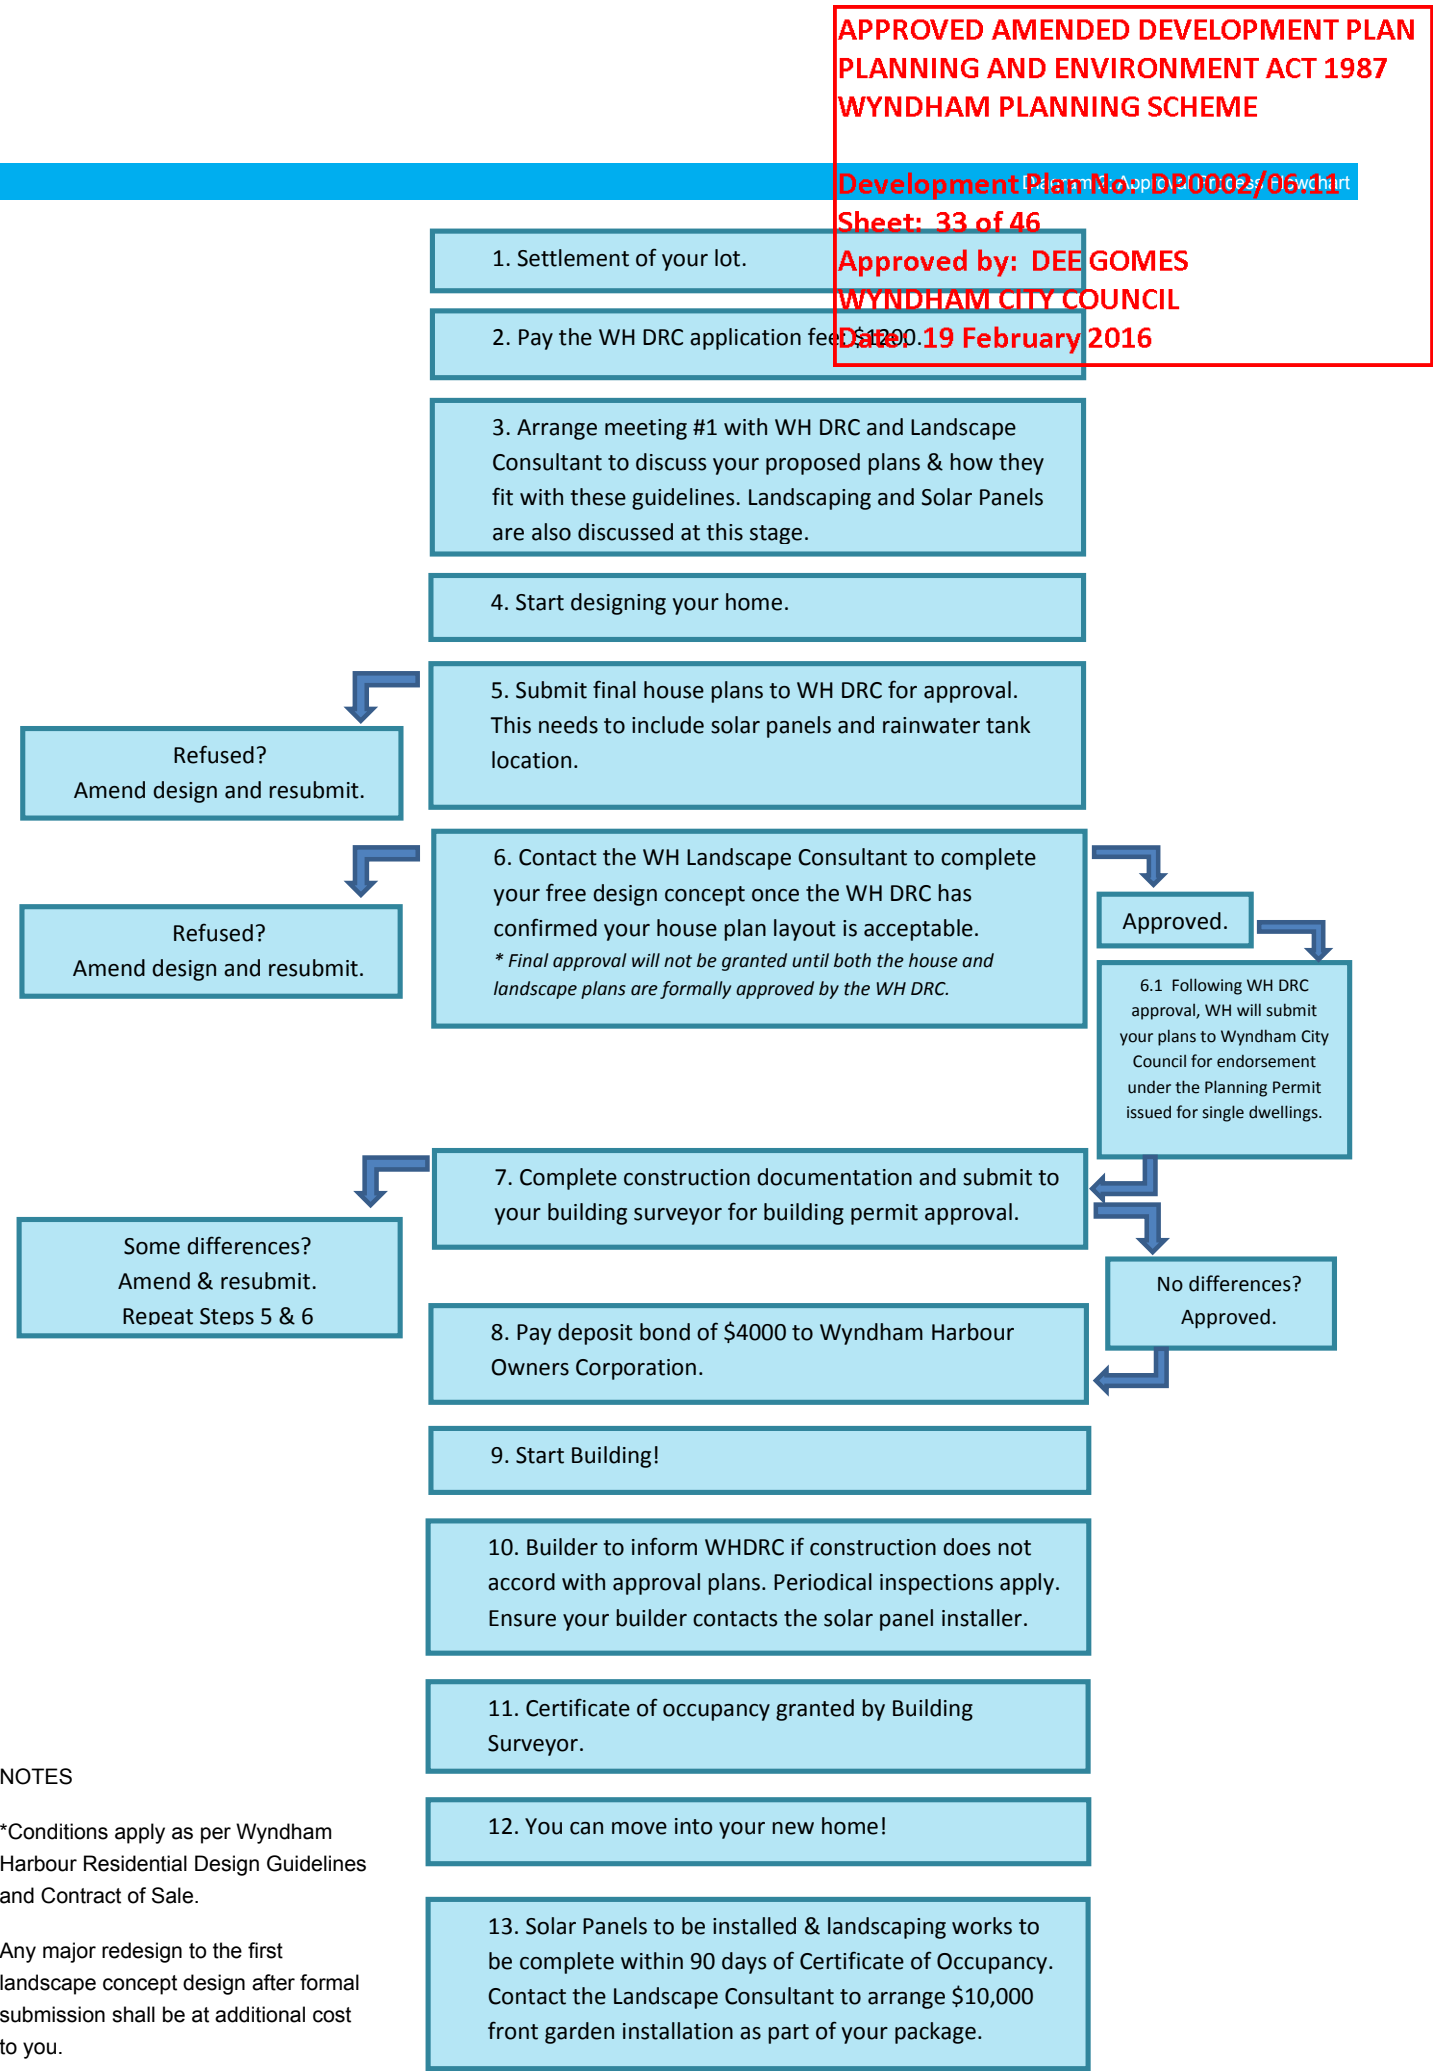 APPROVED AMENDED DEVELOPMENT PLAN
PLANNING AND ENVIRONMENT ACT 1987
WYNDHAM PLANNING SCHEME
Development Plan No: DP0002/06.11
Sheet: 33 of 46
Approved by: DEE GOMES
WYNDHAM CITY COUNCIL
Date: 19 February 2016
Approval Process Flowchart
1. Settlement of your lot.
2. Pay the WH DRC application fee: $1200.
3. Arrange meeting #1 with WH DRC and Landscape
Consultant to discuss your proposed plans & how they
fit with these guidelines. Landscaping and Solar Panels
are also discussed at this stage.
4. Start designing your home.
5. Submit final house plans to WH DRC for approval.
This needs to include solar panels and rainwater tank
location.
Refused?
Amend design and resubmit.
6. Contact the WH Landscape Consultant to complete
your free design concept once the WH DRC has
confirmed your house plan layout is acceptable.
* Final approval will not be granted until both the house and
landscape plans are formally approved by the WH DRC.
Refused?
Amend design and resubmit.
Approved.
6.1 Following WH DRC
approval, WH will submit
your plans to Wyndham City
Council for endorsement
under the Planning Permit
issued for single dwellings.
7. Complete construction documentation and submit to
your building surveyor for building permit approval.
Some differences?
Amend & resubmit.
Repeat Steps 5 & 6
No differences?
Approved.
8. Pay deposit bond of $4000 to Wyndham Harbour
Owners Corporation.
9. Start Building!
10. Builder to inform WHDRC if construction does not
accord with approval plans. Periodical inspections apply.
Ensure your builder contacts the solar panel installer.
11. Certificate of occupancy granted by Building
Surveyor.
12. You can move into your new home!
13. Solar Panels to be installed & landscaping works to
be complete within 90 days of Certificate of Occupancy.
Contact the Landscape Consultant to arrange $10,000
front garden installation as part of your package.
NOTES
*Conditions apply as per Wyndham
Harbour Residential Design Guidelines
and Contract of Sale.
Any major redesign to the first
landscape concept design after formal
submission shall be at additional cost
to you.